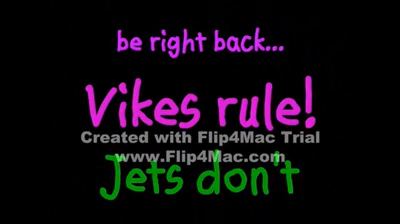 be right back...
Vikes rule!
Created with Flip4Mac Trial
www.Flip4Mac.com
Jets don't